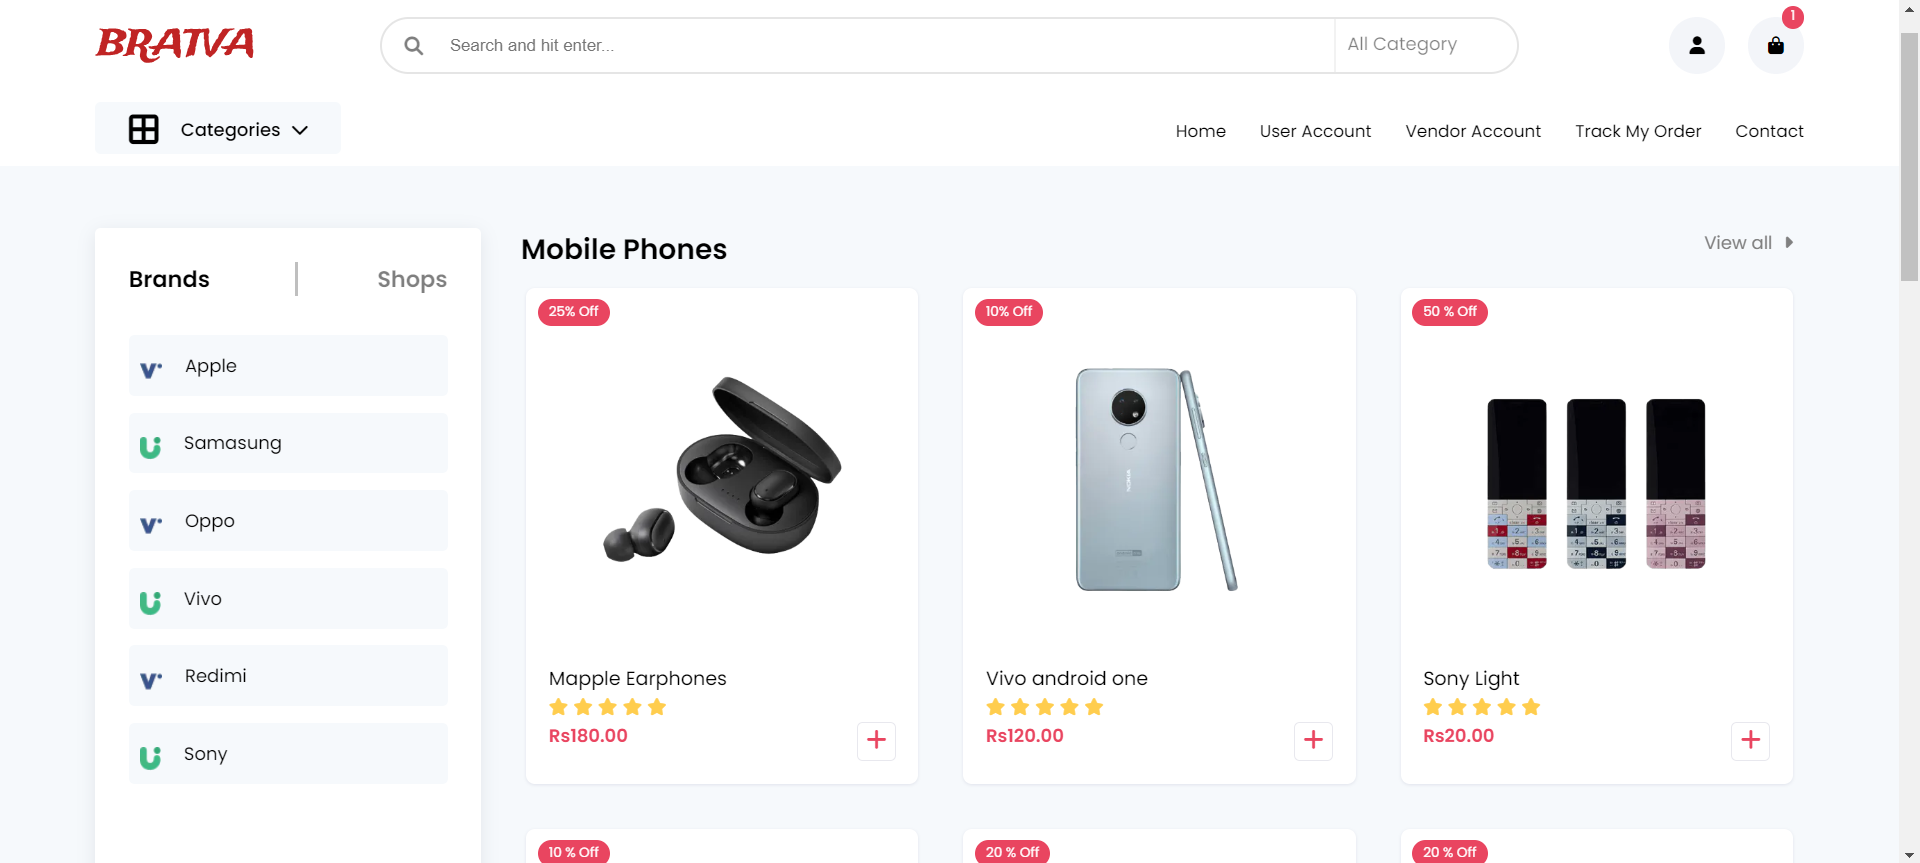 BRATVA
Search and hit enter...
All Category
1
Categories
Home
User Account
Vendor Account
Track My Order
Contact
Brands
Shops
Apple
Samasung
Oppo
Vivo
Redimi
Sony
Mobile Phones
View all
25% Off
Mapple Earphones
Rs180.00
+
10% Off
NOKIA
Vivo android one
Rs120.00
+
50 % Off
Sony Light
Rs20.00
+
10 % Off
20 % Off
20 % Off